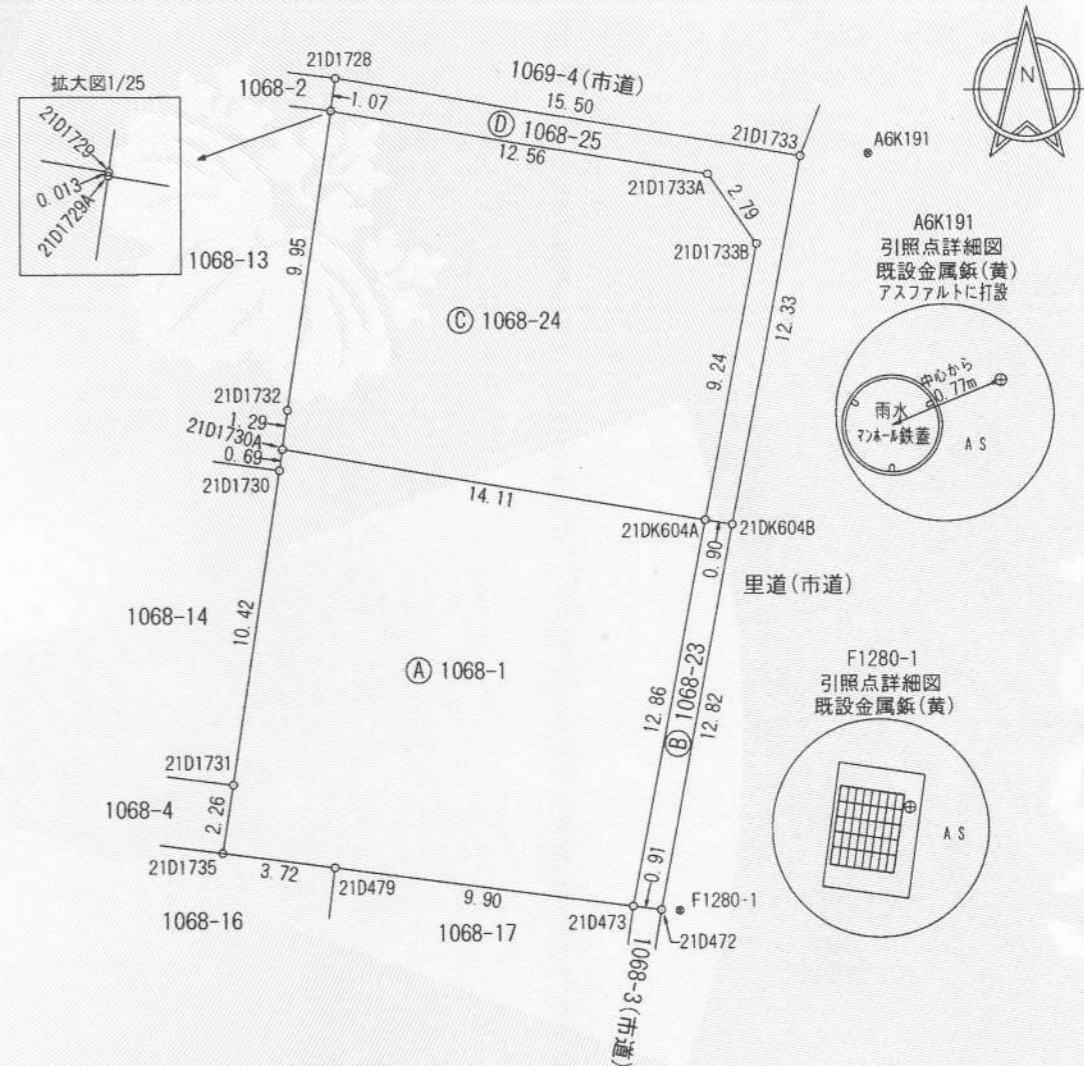 21D1728
1069-4(市道)
N
拡大図1/25
1068-2
1.07
15.50
21D1733
A6K191
Ⓓ 1068-25
21D1729
0.013
21D1729A
12.56
21D1733A
2.79
21D1733B
A6K191
引照点詳細図
既設金属鋲(黄)
アスファルトに打設
1068-13
9.95
Ⓒ 1068-24
12.33
9.24
中心から
0.77m
雨水
マンホール鉄蓋
AS
21D1732
1.29
21D1730A
0.69
21D1730
14.11
21DK604A
21DK604B
0.90
里道(市道)
1068-14
10.42
Ⓐ 1068-1
12.86
Ⓑ 1068-23
12.82
F1280-1
引照点詳細図
既設金属鋲(黄)
AS
21D1731
1068-4
2.26
21D1735
3.72
21D479
9.90
0.91
21D473
F1280-1
21D472
1068-16
1068-17
1068-3(市道)